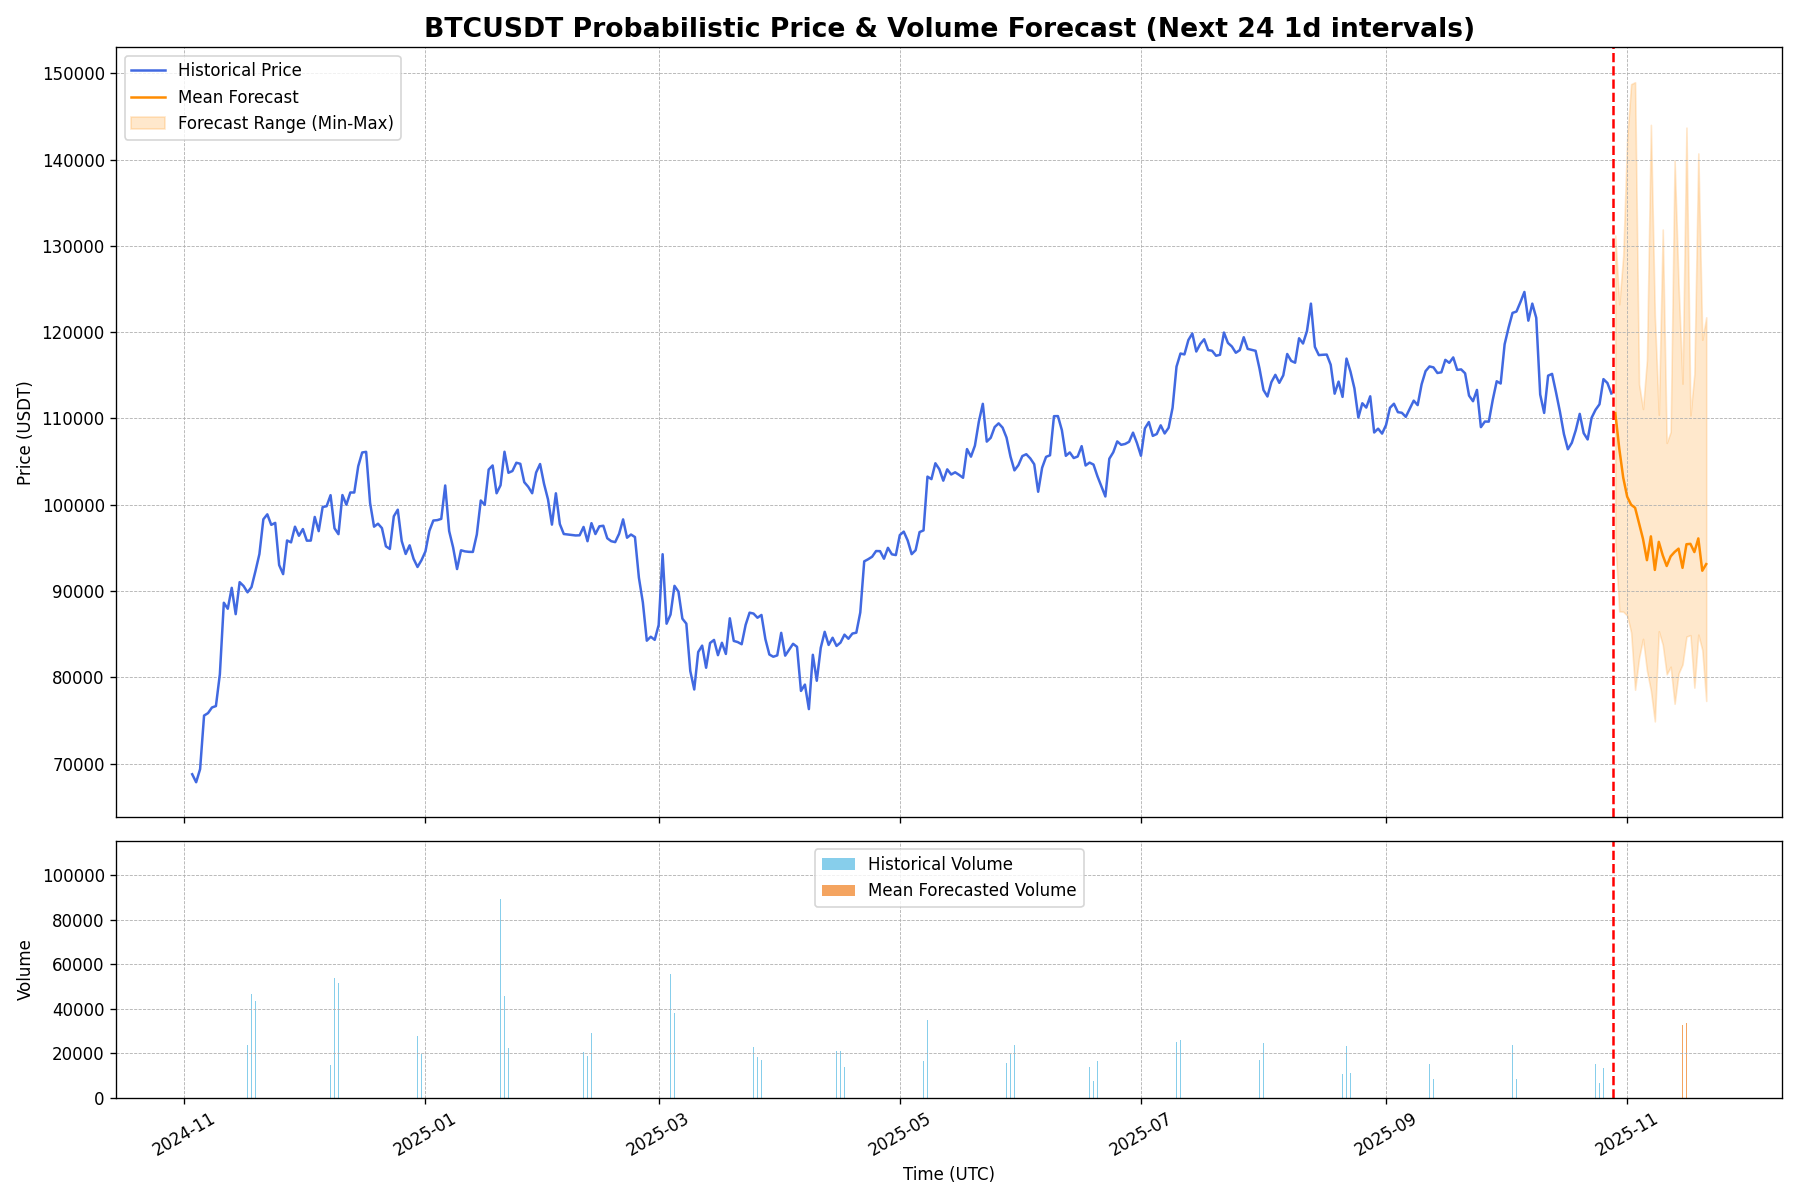 BTCUSDT Probabilistic Price & Volume Forecast (Next 24 1d intervals)
Historical Price
Mean Forecast
Forecast Range (Min-Max)
150000
140000
130000
120000
110000
100000
90000
80000
70000
Price (USDT)
Historical Volume
Mean Forecasted Volume
100000
80000
60000
40000
20000
0
Volume
2024-11
2025-01
2025-03
2025-05
2025-07
2025-09
2025-11
Time (UTC)